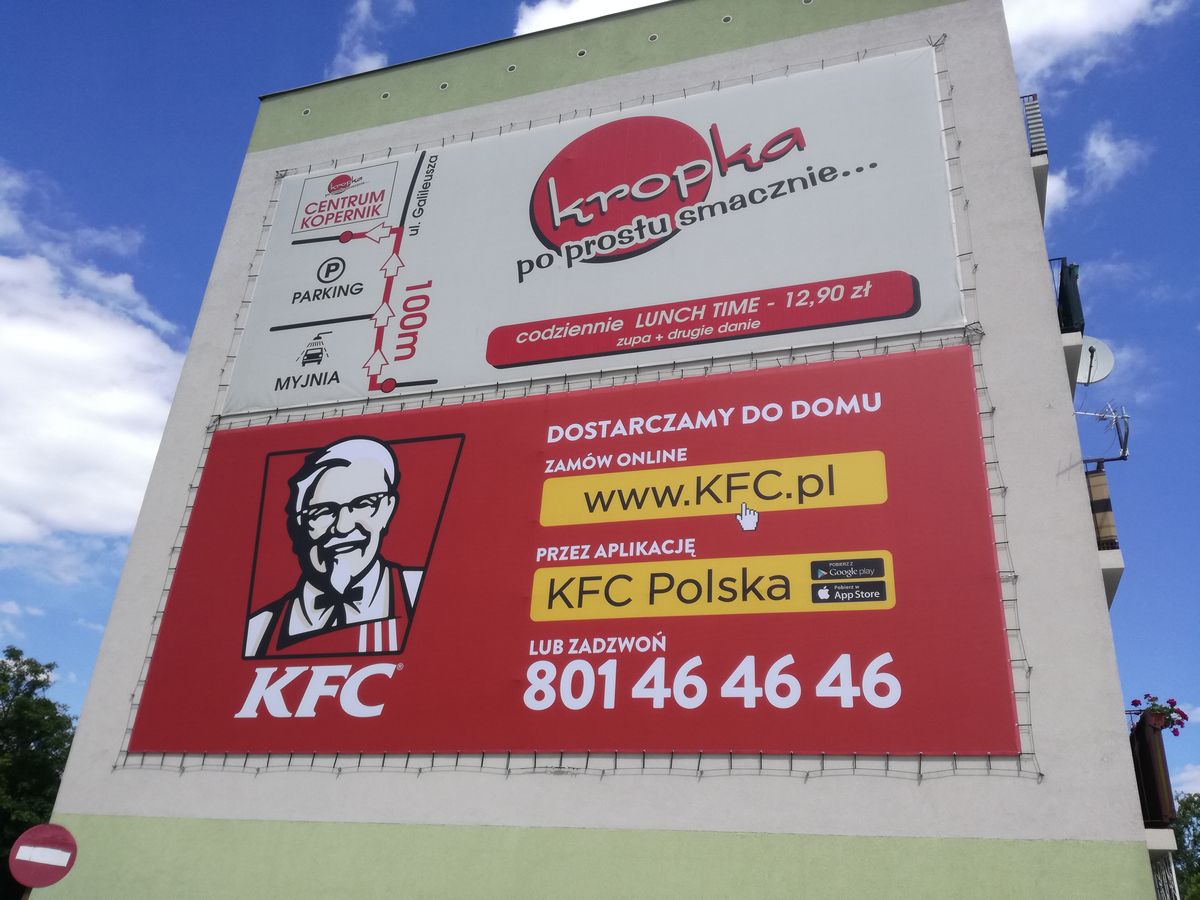 kropka
CENTRUM
KOPERNIK
ul. Galileusza
P
PARKING
100m
MYJNIA
kropka
po prostu smacznie...
codziennie LUNCH TIME - 12,90 zł
zupa + drugie danie
DOSTARCZAMY DO DOMU
ZAMÓW ONLINE
www.KFC.pl
PRZEZ APLIKACJĘ
KFC Polska
POBIERZ Z
Google play
Pobierz w
App Store
LUB ZADZWOŃ
801 46 46 46
KFC®